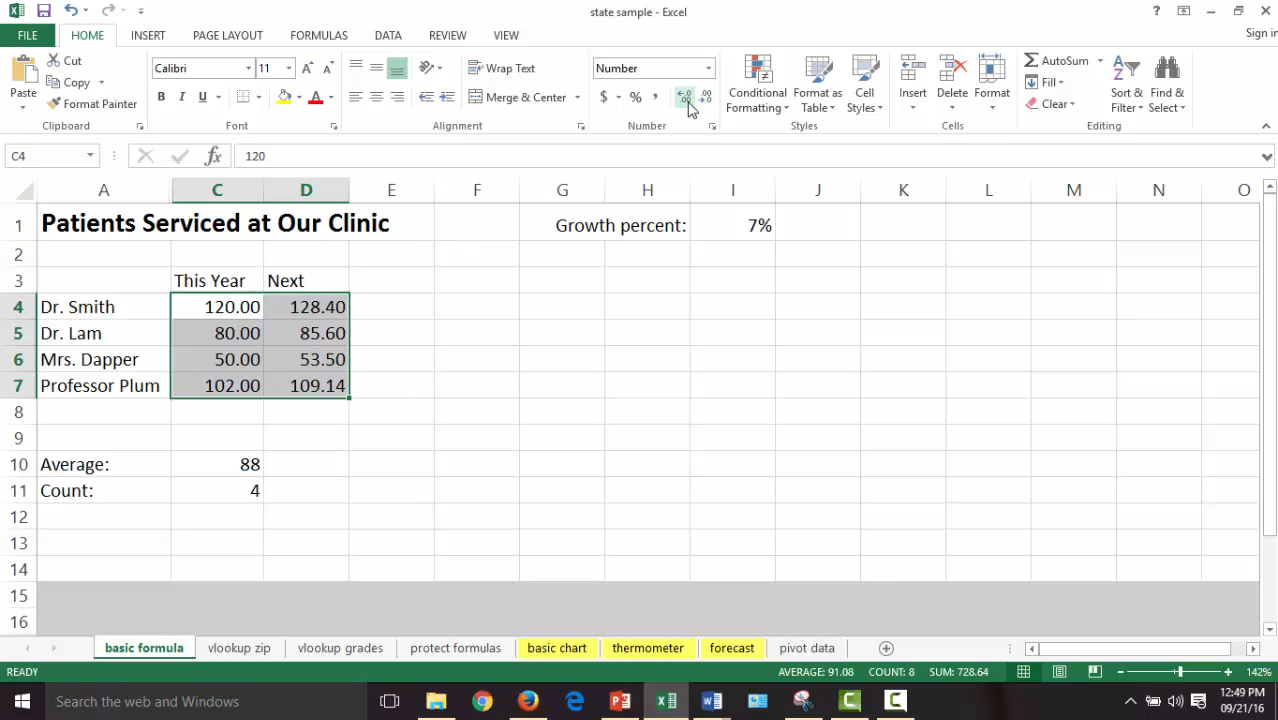 state sample - Excel
? 
Sign in
FILE HOME INSERT PAGE LAYOUT FORMULAS DATA REVIEW VIEW
Paste
Cut
Copy
Format Painter
Clipboard
Calibri 11 A A
B I U A
Font
Wrap Text
Merge & Center
Alignment
Number
$ % , .00 .00
Number
Conditional Formatting
Format as Table
Cell Styles
Styles
Insert Delete Format
Cells
AutoSum
Fill
Clear
Sort & Filter
Find & Select
Editing
C4 fx 120
A C D E F G H I J K L M N O
1 Patients Serviced at Our Clinic Growth percent: 7%
2
3 This Year Next
4 Dr. Smith 120.00 128.40
5 Dr. Lam 80.00 85.60
6 Mrs. Dapper 50.00 53.50
7 Professor Plum 102.00 109.14
8
9
10 Average: 88
11 Count: 4
12
13
14
15
16
basic formula vlookup zip vlookup grades protect formulas basic chart thermometer forecast pivot data
READY AVERAGE: 91.08 COUNT: 8 SUM: 728.64 142%
Search the web and Windows
12:49 PM
09/21/16